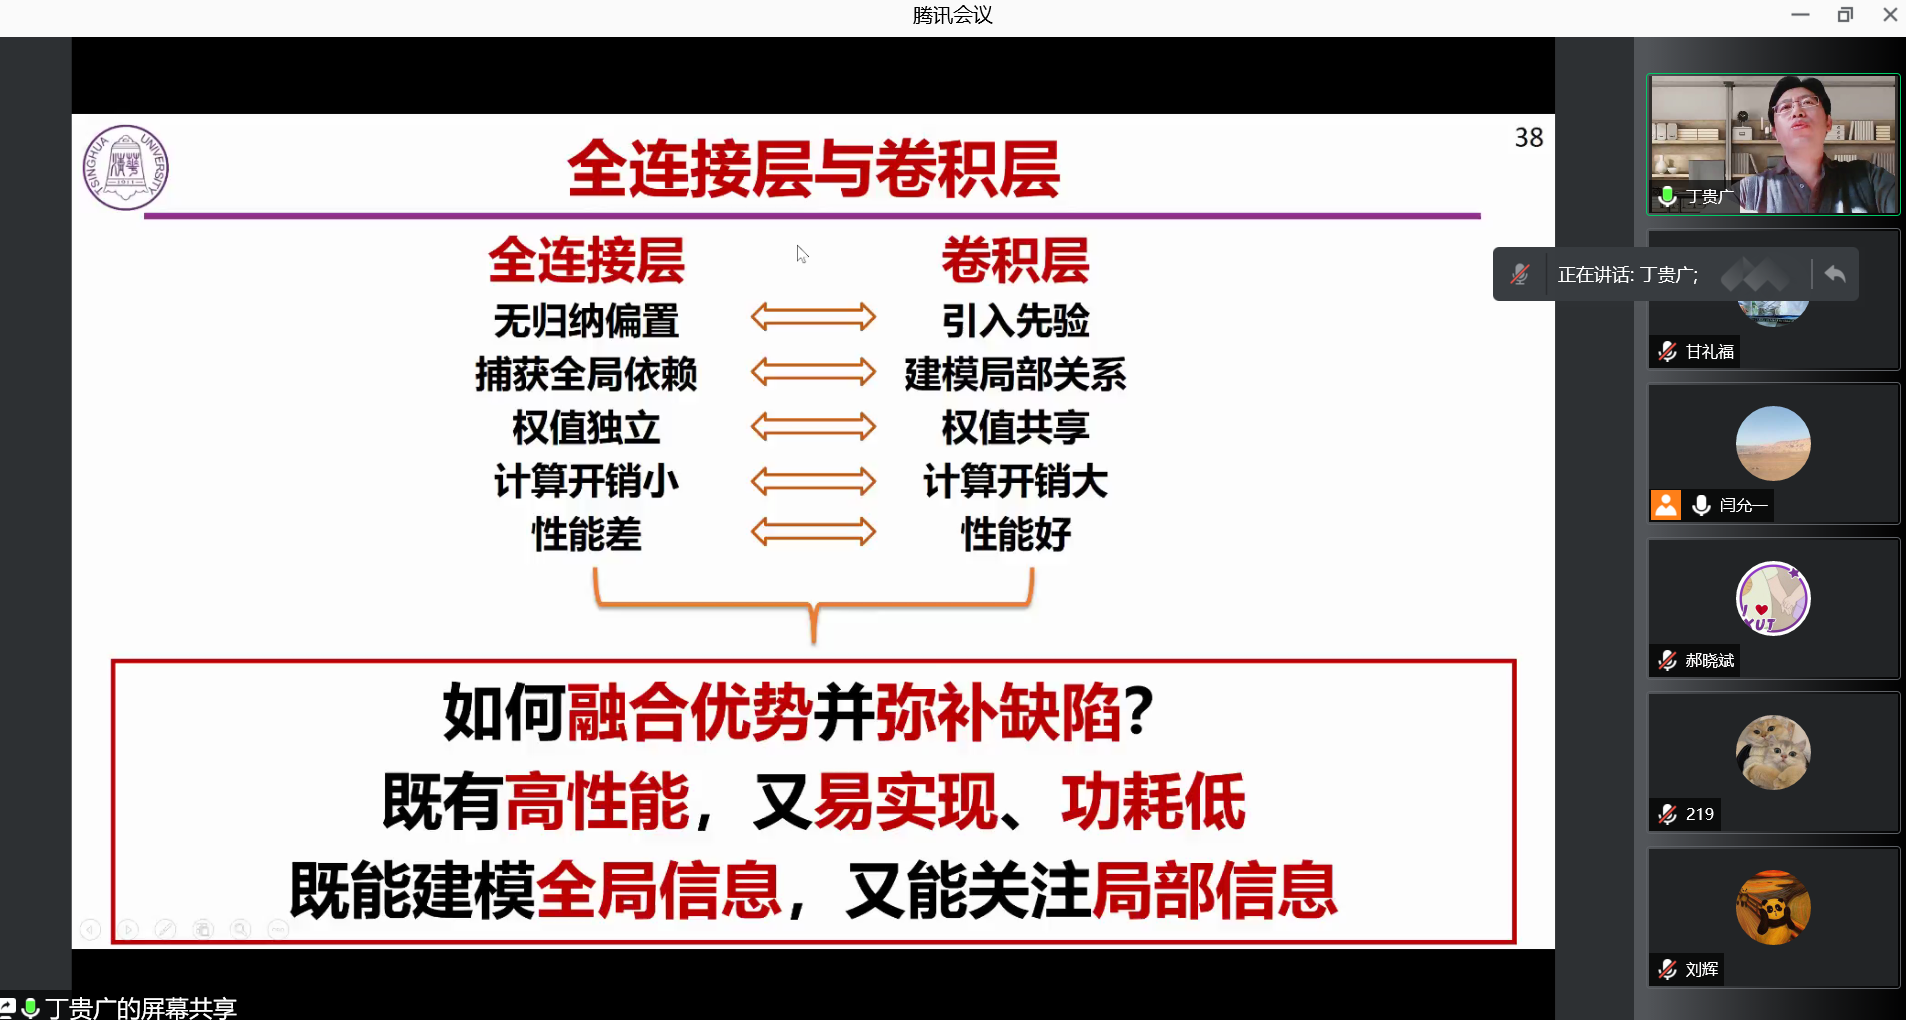 腾讯会议
TSINGHUA UNIVERSITY
1911
38
全连接层与卷积层
全连接层 卷积层
无归纳偏置 引入先验
捕获全局依赖 建模局部关系
权值独立 权值共享
计算开销小 计算开销大
性能差 性能好
如何融合优势并弥补缺陷？
既有高性能，又易实现、功耗低
既能建模全局信息，又能关注局部信息
丁贵广的屏幕共享
丁贵广
正在讲话: 丁贵广;
甘礼福
闫允一
I
XUT
郝晓斌
219
刘辉